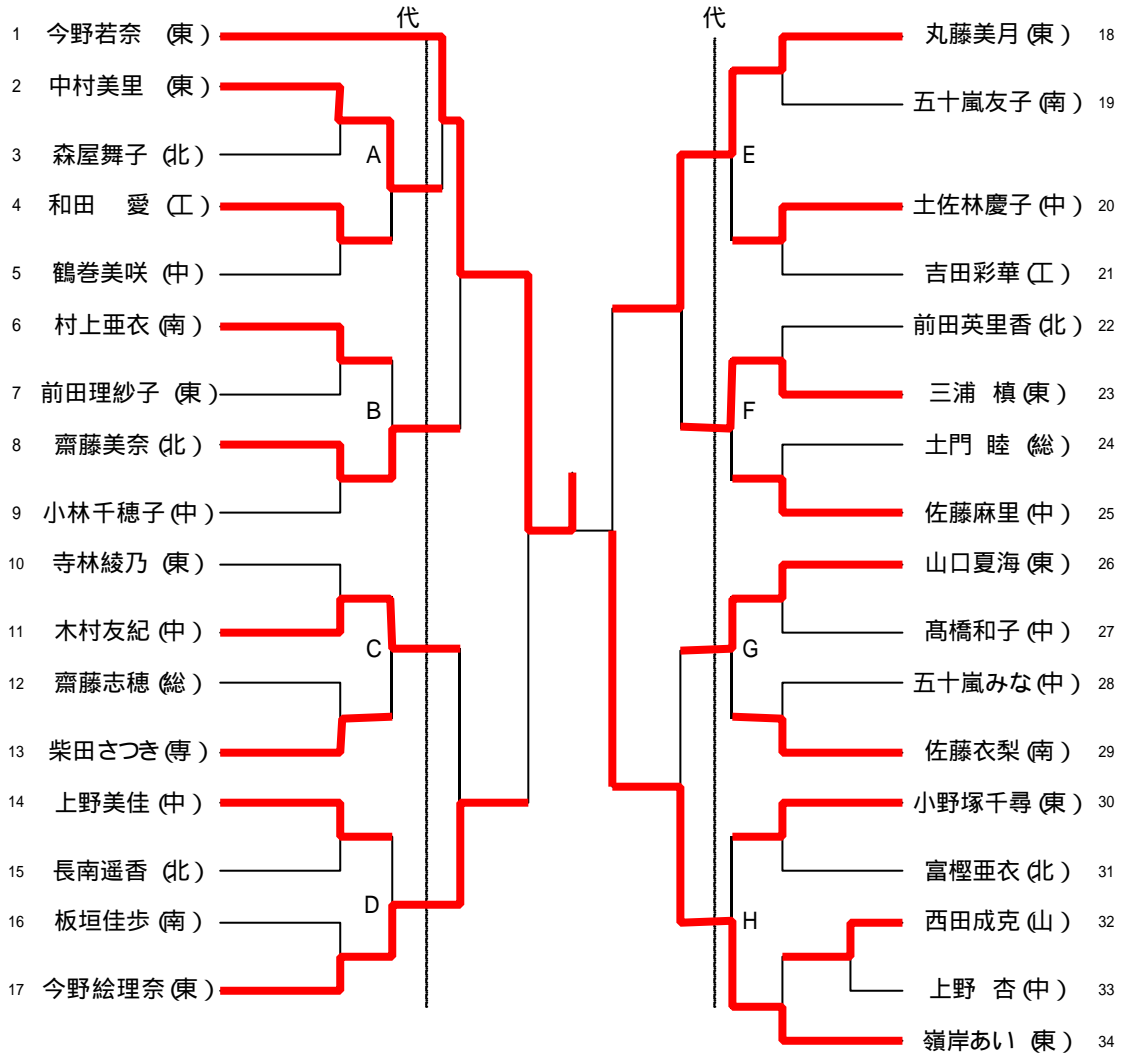 代
1 今野若奈 (東)
2 中村美里 (東)
3 森屋舞子 (北)
4 和田 愛 (工)
5 鶴巻美咲 (中)
6 村上亜衣 (南)
7 前田理紗子 (東)
8 齋藤美奈 (北)
9 小林千穂子 (中)
10 寺林綾乃 (東)
11 木村友紀 (中)
12 齋藤志穂 (総)
13 柴田さつき (専)
14 上野美佳 (中)
15 長南遥香 (北)
16 板垣佳歩 (南)
17 今野絵理奈 (東)
A
B
C
D
代
E
F
G
H
丸藤美月 (東) 18
五十嵐友子 (南) 19
土佐林慶子 (中) 20
吉田彩華 (工) 21
前田英里香 (北) 22
三浦 槙 (東) 23
土門 睦 (総) 24
佐藤麻里 (中) 25
山口夏海 (東) 26
髙橋和子 (中) 27
五十嵐みな (中) 28
佐藤衣梨 (南) 29
小野塚千尋 (東) 30
富樫亜衣 (北) 31
西田成克 (山) 32
上野 杏 (中) 33
嶺岸あい (東) 34